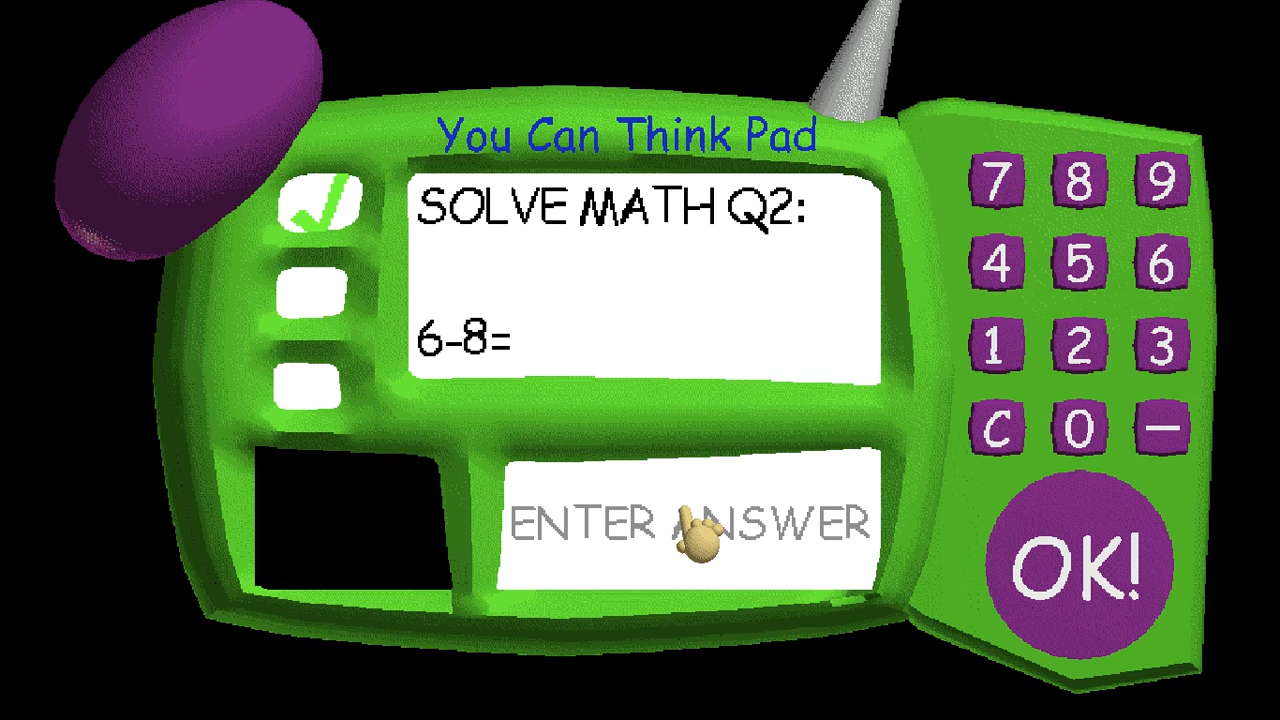 You Can Think Pad
SOLVE MATH Q2:
6-8=
ENTER ANSWER
7 8 9
4 5 6
1 2 3
C 0 -
OK!